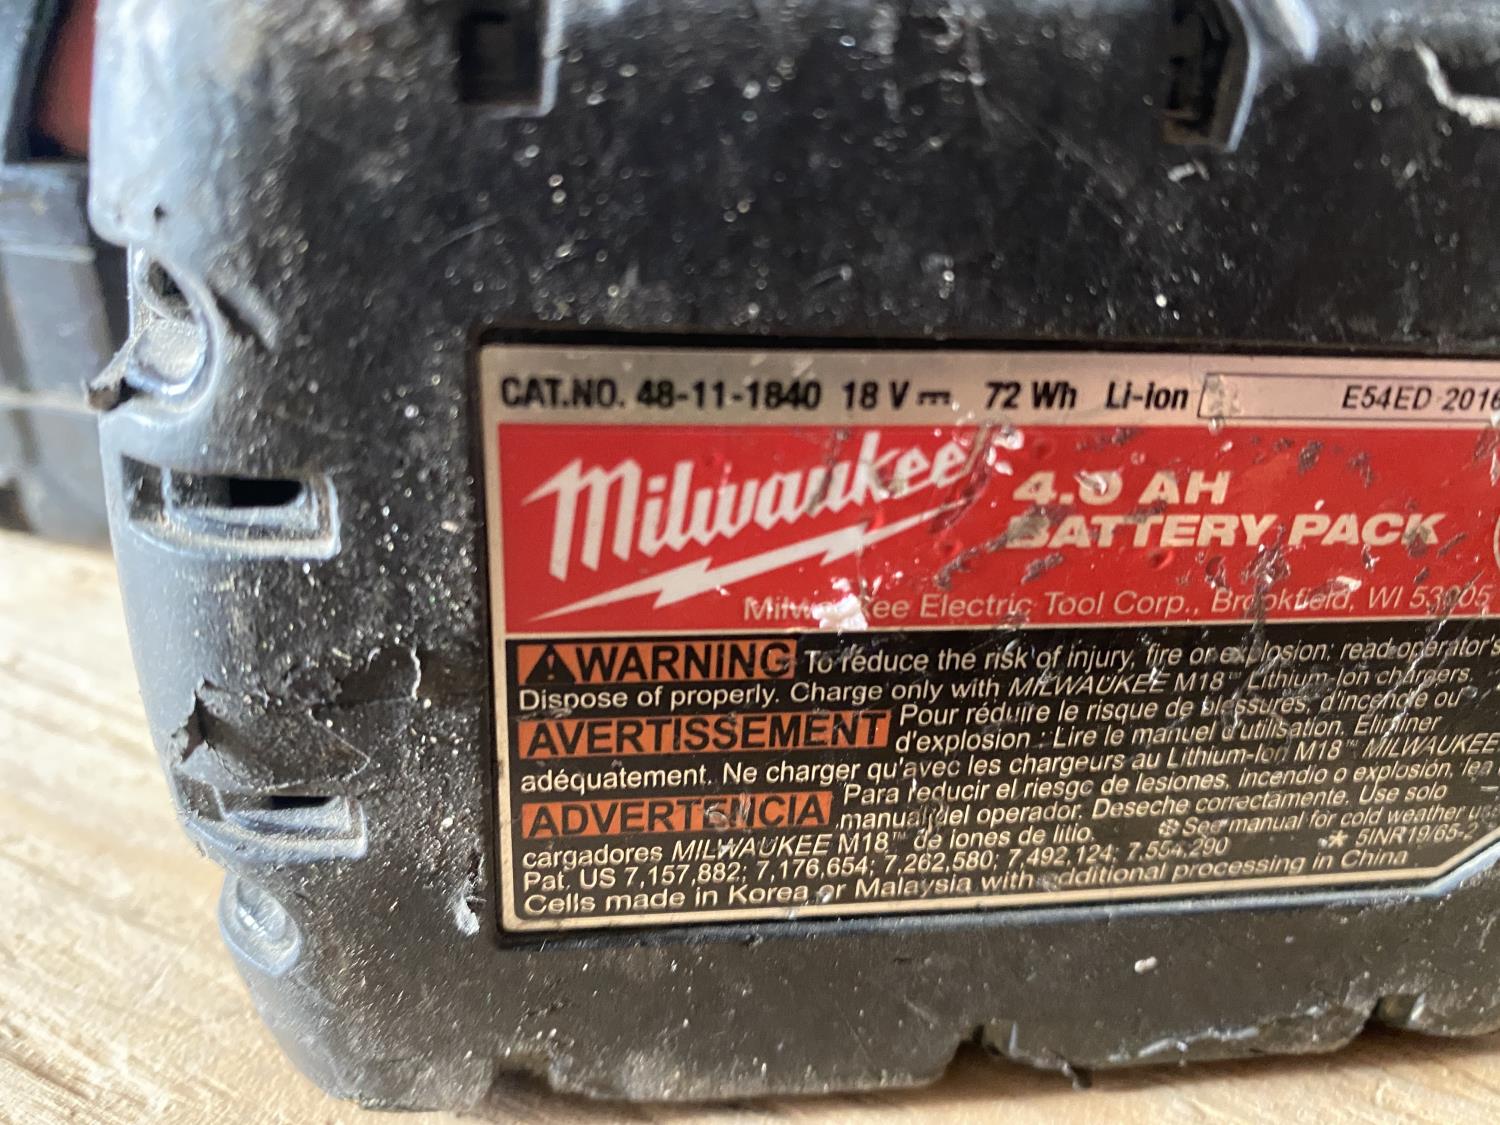 CAT.NO. 48-11-1840 18 V 72 Wh Li-ion E54ED 2016
Milwaukee
4.0 AH
BATTERY PACK
Milwaukee Electric Tool Corp., Brookfield, WI 53005
WARNING To reduce the risk of injury, fire or explosion: read operator's
Dispose of properly. Charge only with MILWAUKEE M18™ Lithium-Ion chargers.
AVERTISSEMENT Pour réduire le risque de blessures, d'incendie ou
d'explosion : Lire le manuel d'utilisation. Éliminer
adéquatement. Ne charger qu'avec les chargeurs au Lithium-Ion M18™ MILWAUKEE
ADVERTENCIA Para reducir el riesgo de lesiones, incendio o explosión, lea
manual del operador. Deseche correctamente. Use solo
cargadores MILWAUKEE M18™ de iones de litio. See manual for cold weather
Pat. US 7,157,882; 7,176,654; 7,262,580; 7,492,124; 7,554,290 * 5INR19/65-2
Cells made in Korea or Malaysia with additional processing in China